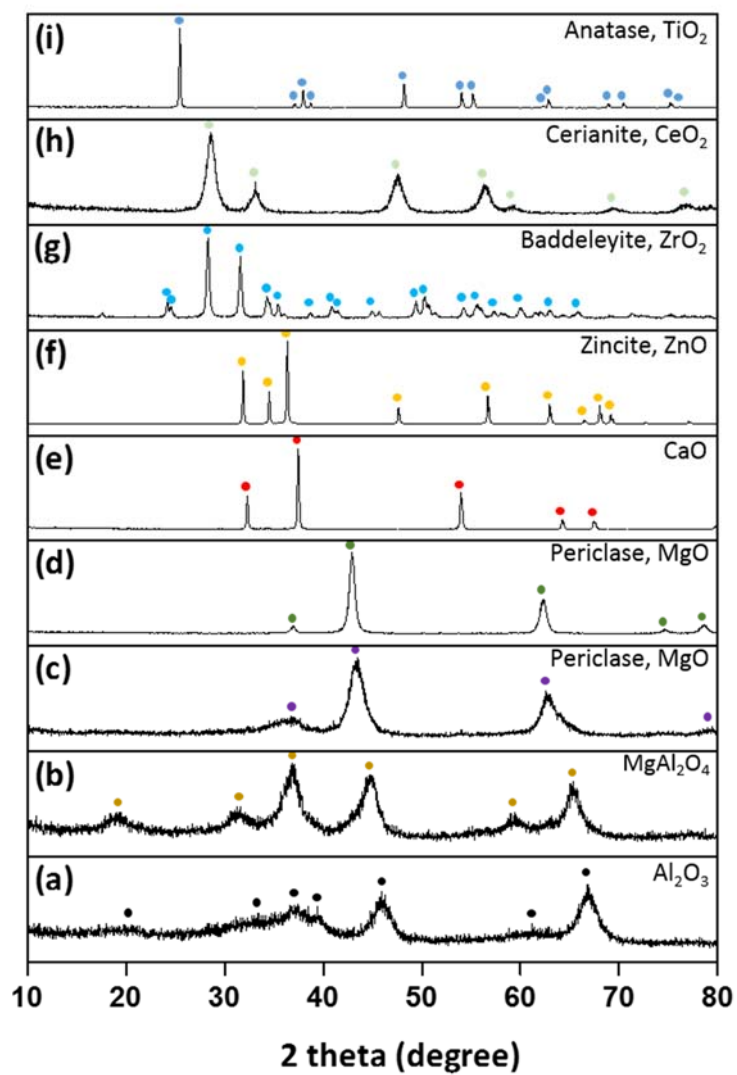 (i) Anatase, TiO₂
(h) Cerianite, CeO₂
(g) Baddeleyite, ZrO₂
(f) Zincite, ZnO
(e) CaO
(d) Periclase, MgO
(c) Periclase, MgO
(b) MgAl₂O₄
(a) Al₂O₃
10 20 30 40 50 60 70 80
2 theta (degree)